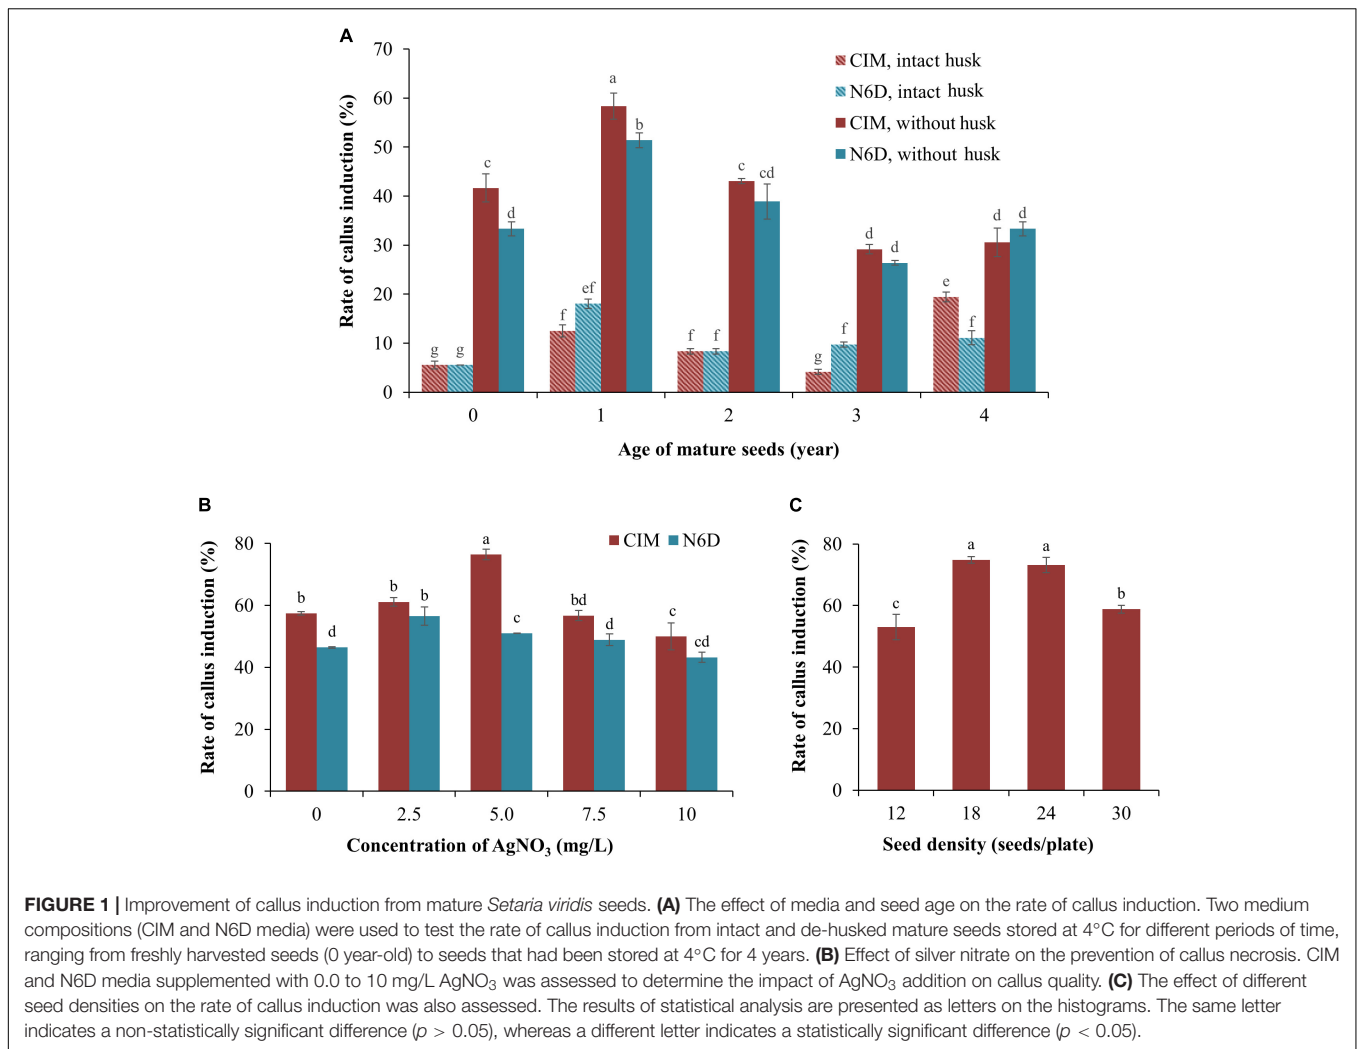 A
70
60
50
40
30
20
10
0
Rate of callus induction (%)
CIM, intact husk
N6D, intact husk
CIM, without husk
N6D, without husk
g g c d
f ef a b
f f c cd
g f d d
e f d d
0 1 2 3 4
Age of mature seeds (year)
B
80
60
40
20
0
Rate of callus induction (%)
CIM N6D
b d b b a c bd d c cd
0 2.5 5.0 7.5 10
Concentration of AgNO₃ (mg/L)
C
80
60
40
20
0
Rate of callus induction (%)
c a a b
12 18 24 30
Seed density (seeds/plate)
FIGURE 1 | Improvement of callus induction from mature Setaria viridis seeds. (A) The effect of media and seed age on the rate of callus induction. Two medium
compositions (CIM and N6D media) were used to test the rate of callus induction from intact and de-husked mature seeds stored at 4°C for different periods of time,
ranging from freshly harvested seeds (0 year-old) to seeds that had been stored at 4°C for 4 years. (B) Effect of silver nitrate on the prevention of callus necrosis. CIM
and N6D media supplemented with 0.0 to 10 mg/L AgNO₃ was assessed to determine the impact of AgNO₃ addition on callus quality. (C) The effect of different
seed densities on the rate of callus induction was also assessed. The results of statistical analysis are presented as letters on the histograms. The same letter
indicates a non-statistically significant difference (p > 0.05), whereas a different letter indicates a statistically significant difference (p < 0.05).